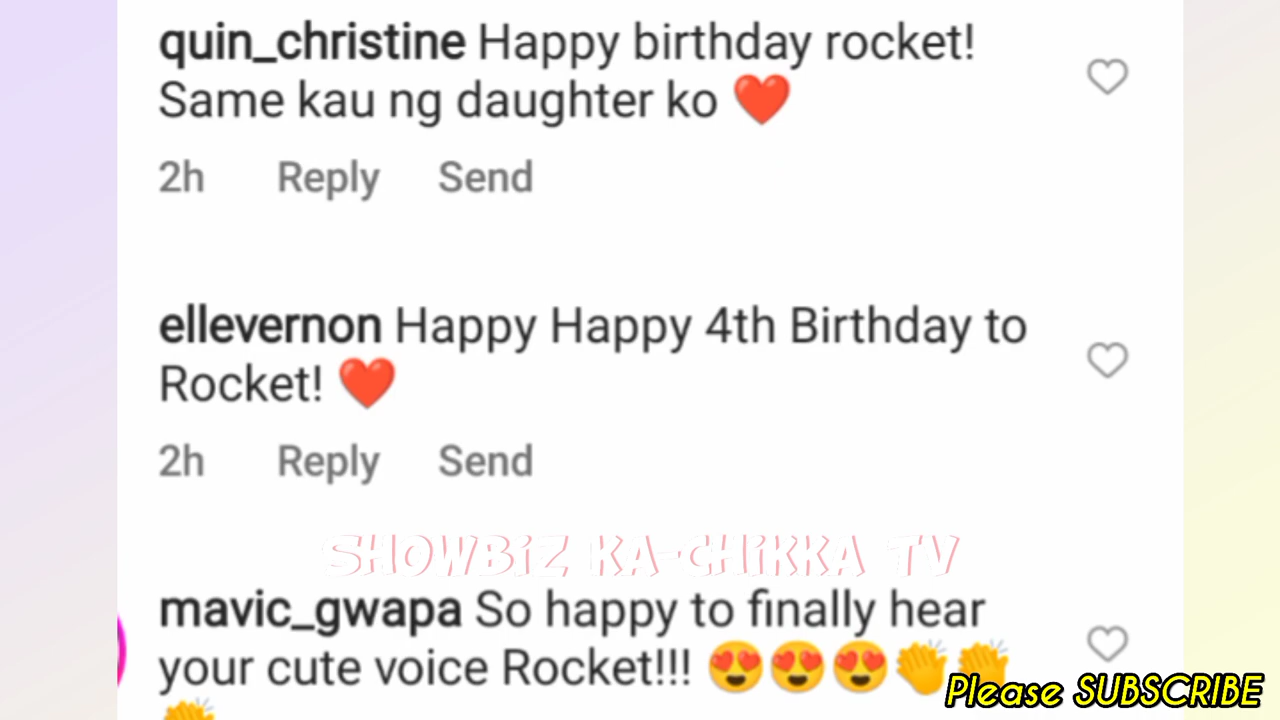 quin_christine Happy birthday rocket!
Same kau ng daughter ko ❤️
2h Reply Send
ellevernon Happy Happy 4th Birthday to
Rocket! ❤️
2h Reply Send
SHOWBIZ KA-CHIKKA TV
mavic_gwapa So happy to finally hear
your cute voice Rocket!!! 😍😍😍👏👏
👏
Please SUBSCRIBE